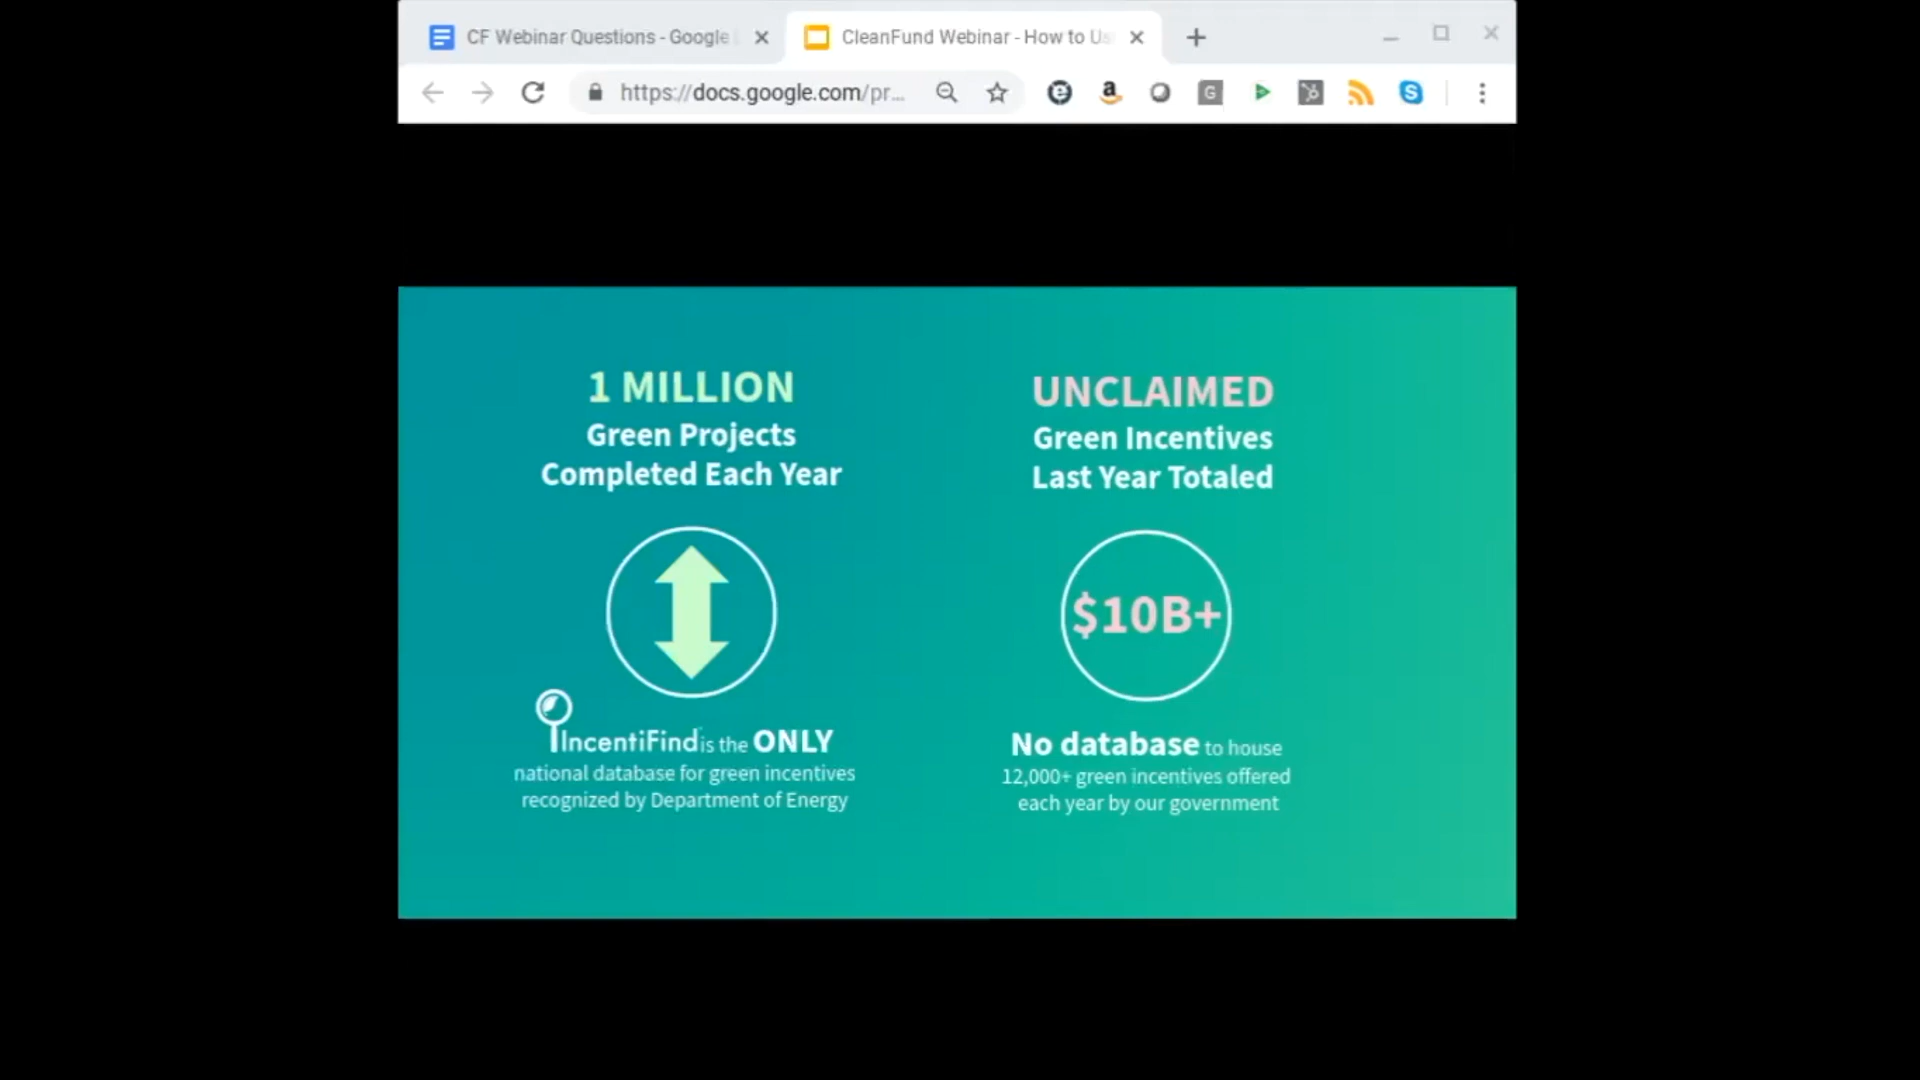 CF Webinar Questions - Google
CleanFund Webinar - How to Us
https://docs.google.com/pr...
1 MILLION
Green Projects
Completed Each Year
IncentiFind is the ONLY
national database for green incentives
recognized by Department of Energy
UNCLAIMED
Green Incentives
Last Year Totaled
$10B+
No database to house
12,000+ green incentives offered
each year by our government